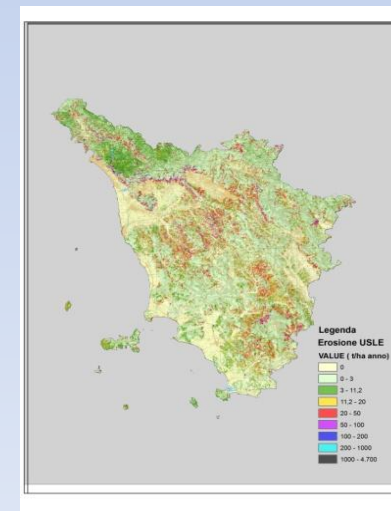 Legenda
Erosione USLE
VALUE ( t/ha anno)
0
0 - 3
3 - 11,2
11,2 - 20
20 - 50
50 - 100
100 - 200
200 - 1000
1000 - 4.700